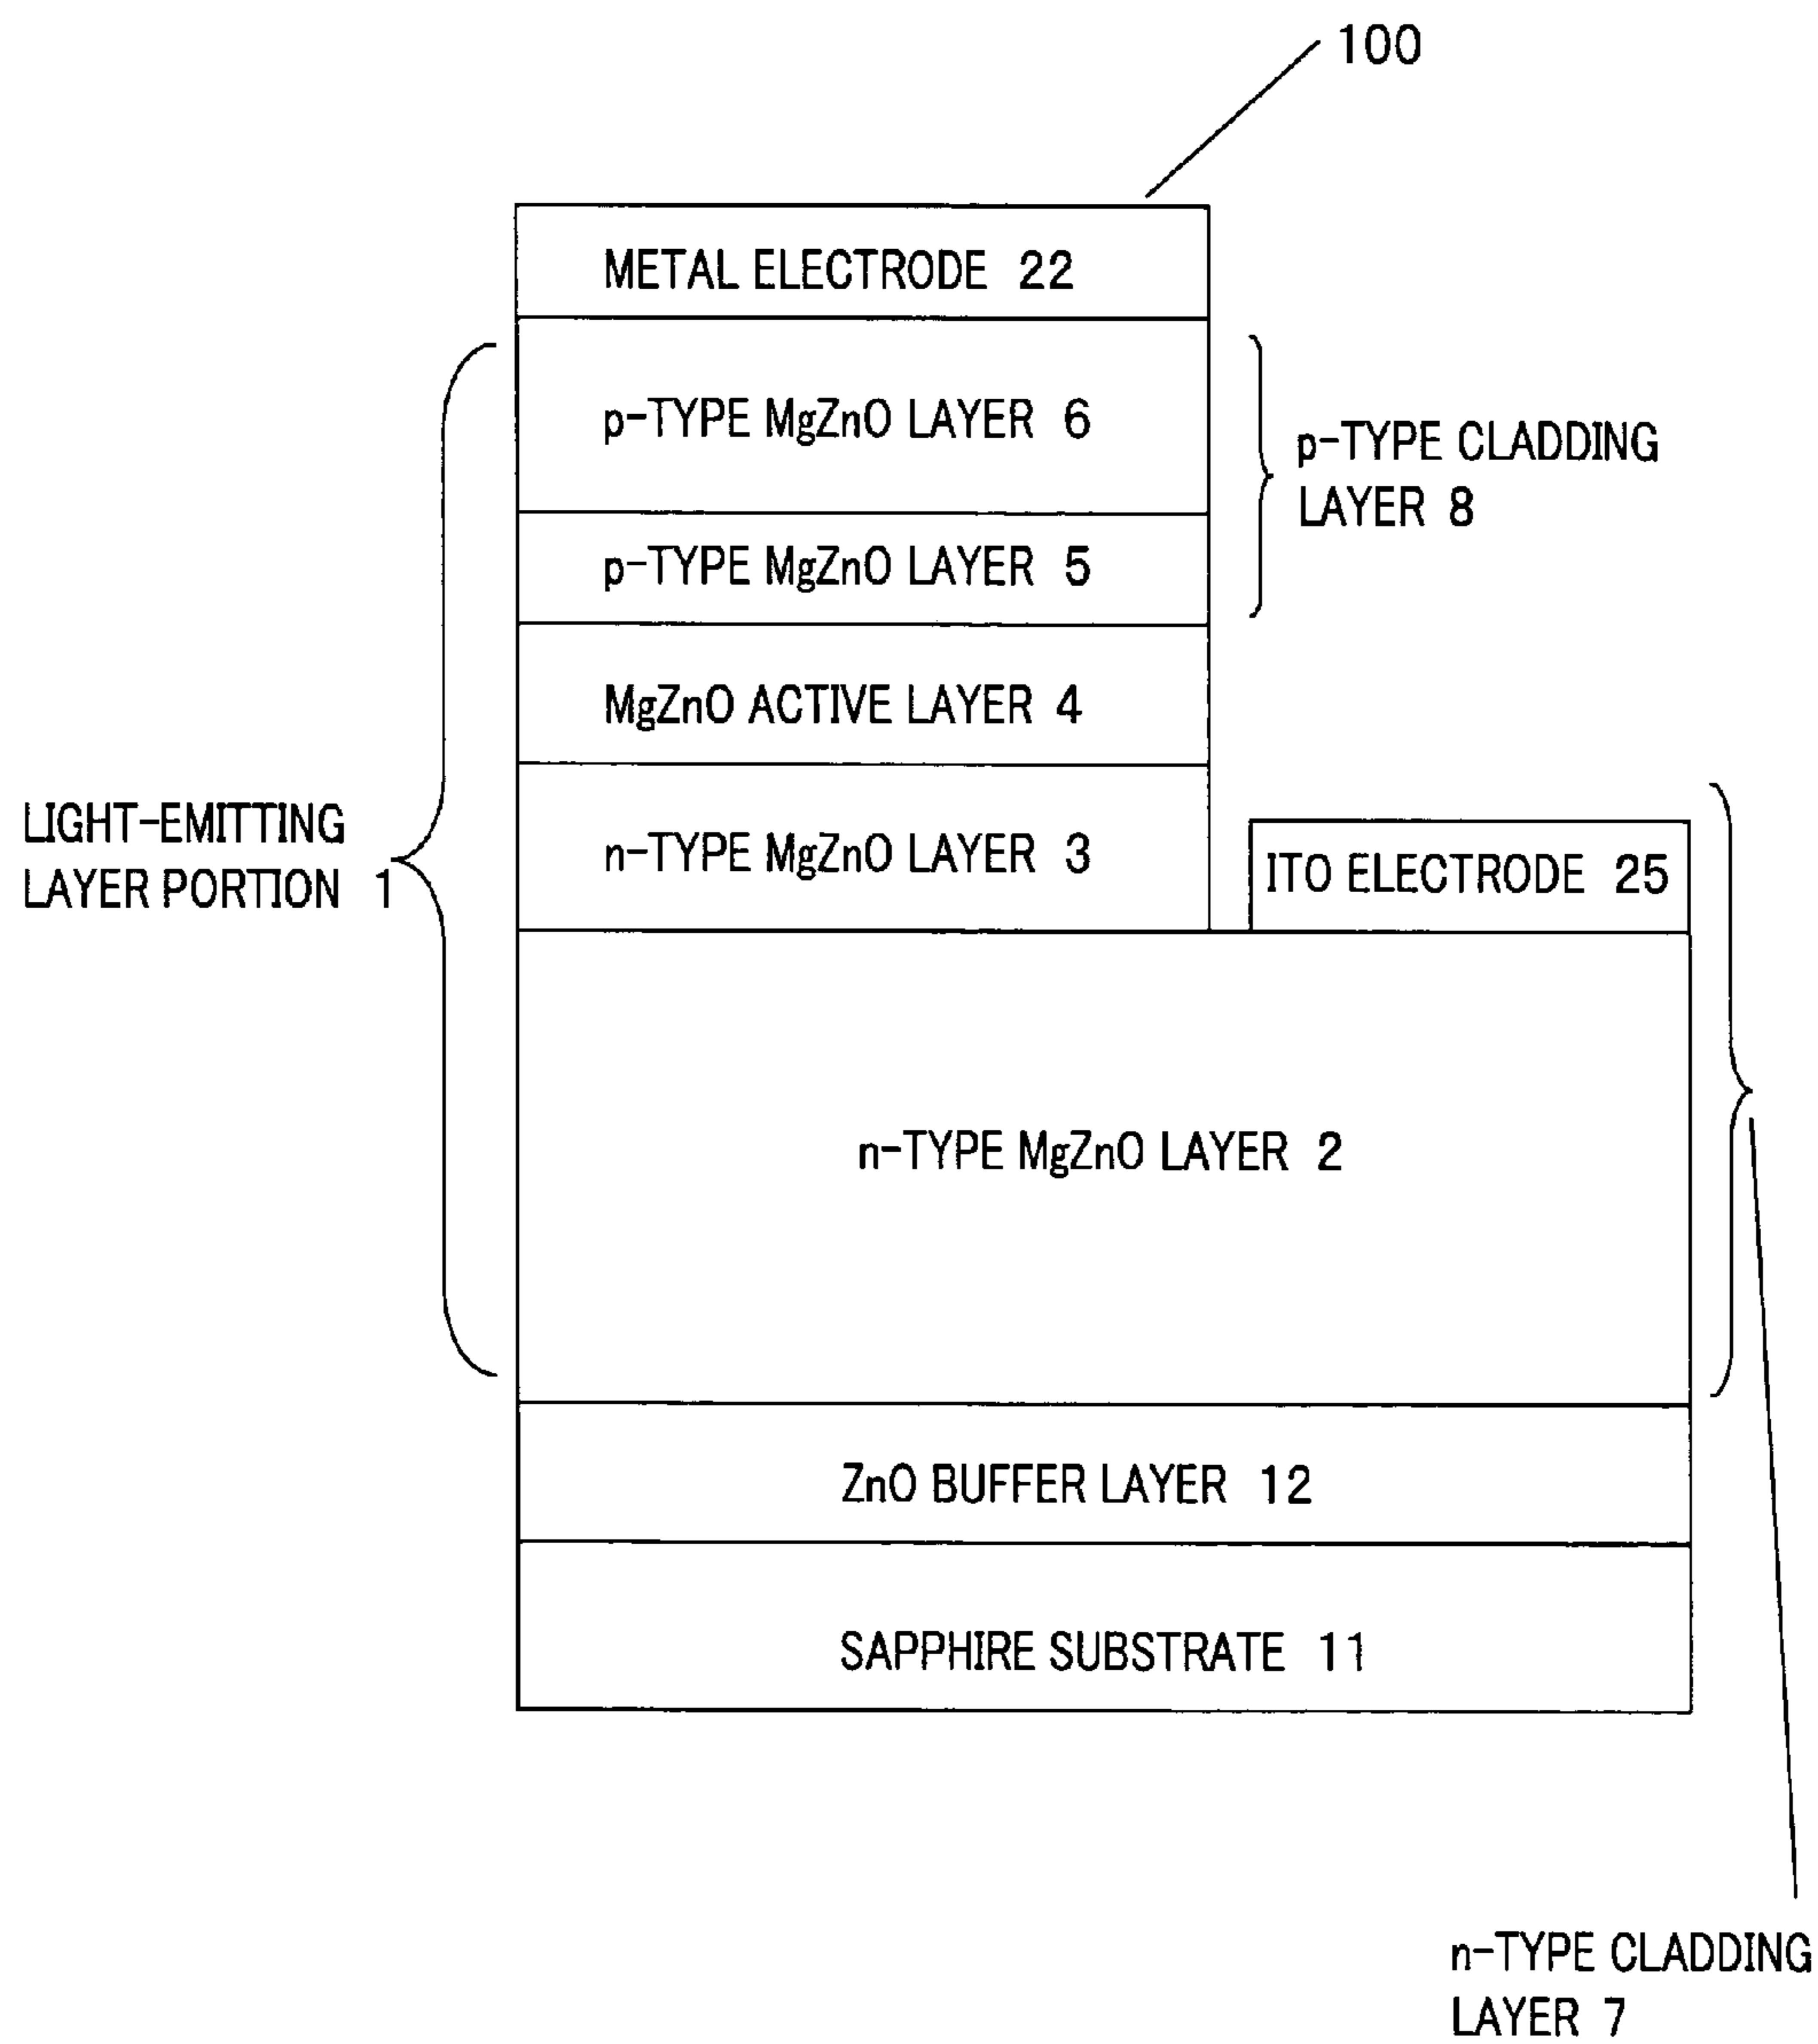 100
METAL ELECTRODE 22
p-TYPE MgZnO LAYER 6
p-TYPE CLADDING
LAYER 8
p-TYPE MgZnO LAYER 5
MgZnO ACTIVE LAYER 4
LIGHT-EMITTING
LAYER PORTION 1
n-TYPE MgZnO LAYER 3
ITO ELECTRODE 25
n-TYPE MgZnO LAYER 2
ZnO BUFFER LAYER 12
SAPPHIRE SUBSTRATE 11
n-TYPE CLADDING
LAYER 7